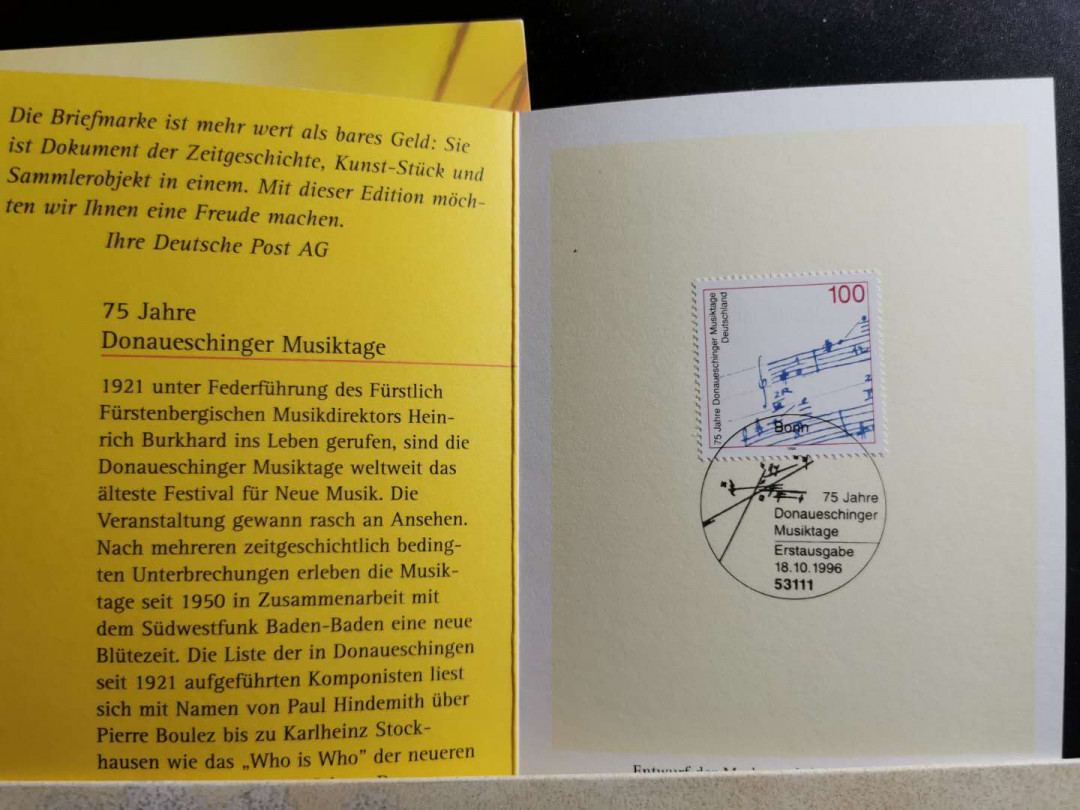 Die Briefmarke ist mehr wert als bares Geld: Sie
ist Dokument der Zeitgeschichte, Kunst-Stück und
Sammlerobjekt in einem. Mit dieser Edition möch-
ten wir Ihnen eine Freude machen.
Ihre Deutsche Post AG
75 Jahre
Donaueschinger Musiktage
1921 unter Federführung des Fürstlich
Fürstenbergischen Musikdirektors Hein-
rich Burkhard ins Leben gerufen, sind die
Donaueschinger Musiktage weltweit das
älteste Festival für Neue Musik. Die
Veranstaltung gewann rasch an Ansehen.
Nach mehreren zeitgeschichtlich beding-
ten Unterbrechungen erleben die Musik-
tage seit 1950 in Zusammenarbeit mit
dem Südwestfunk Baden-Baden eine neue
Blütezeit. Die Liste der in Donaueschingen
seit 1921 aufgeführten Komponisten liest
sich mit Namen von Paul Hindemith über
Pierre Boulez bis zu Karlheinz Stock-
hausen wie das „Who is Who" der neueren
100
75 Jahre Donaueschinger Musiktage
Deutschland
Bonn
75 Jahre
Donaueschinger
Musiktage
Erstausgabe
18.10.1996
53111
Entwurf der